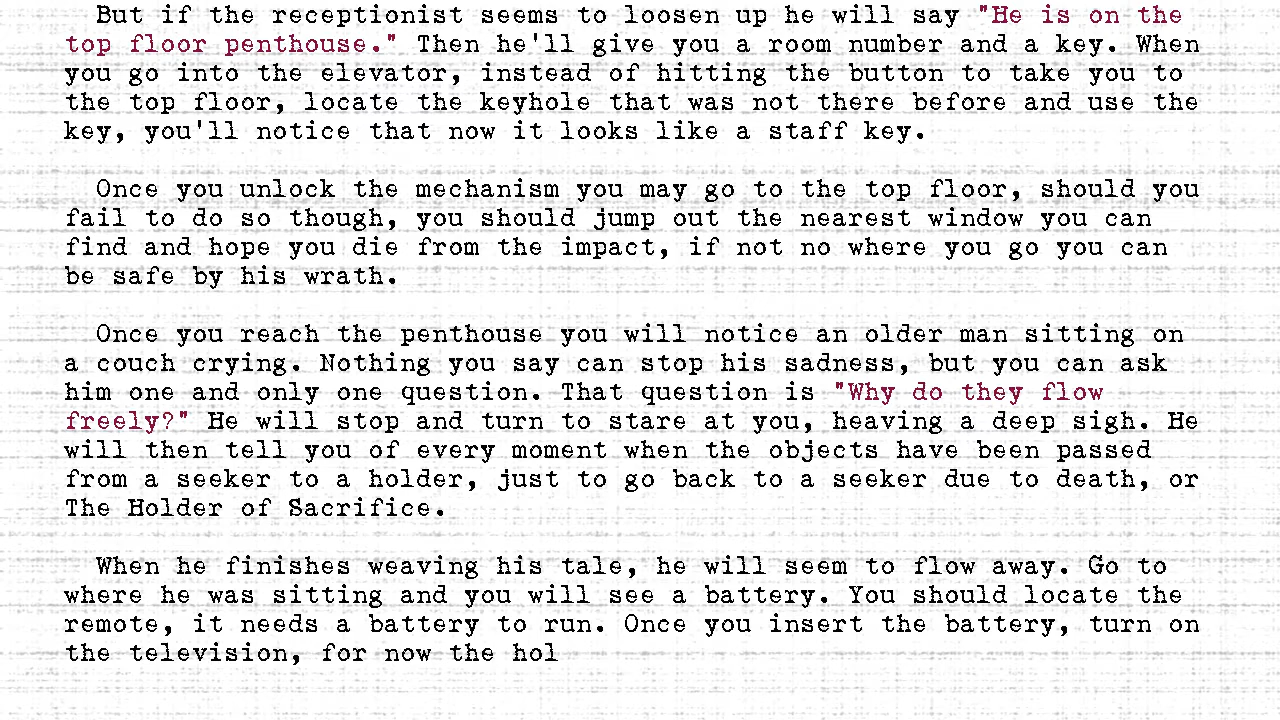 But if the receptionist seems to loosen up he will say "He is on the
top floor penthouse." Then he'll give you a room number and a key. When
you go into the elevator, instead of hitting the button to take you to
the top floor, locate the keyhole that was not there before and use the
key, you'll notice that now it looks like a staff key.
Once you unlock the mechanism you may go to the top floor, should you
fail to do so though, you should jump out the nearest window you can
find and hope you die from the impact, if not no where you go you can
be safe by his wrath.
Once you reach the penthouse you will notice an older man sitting on
a couch crying. Nothing you say can stop his sadness, but you can ask
him one and only one question. That question is "Why do they flow
freely?" He will stop and turn to stare at you, heaving a deep sigh. He
will then tell you of every moment when the objects have been passed
from a seeker to a holder, just to go back to a seeker due to death, or
The Holder of Sacrifice.
When he finishes weaving his tale, he will seem to flow away. Go to
where he was sitting and you will see a battery. You should locate the
remote, it needs a battery to run. Once you insert the battery, turn on
the television, for now the hol